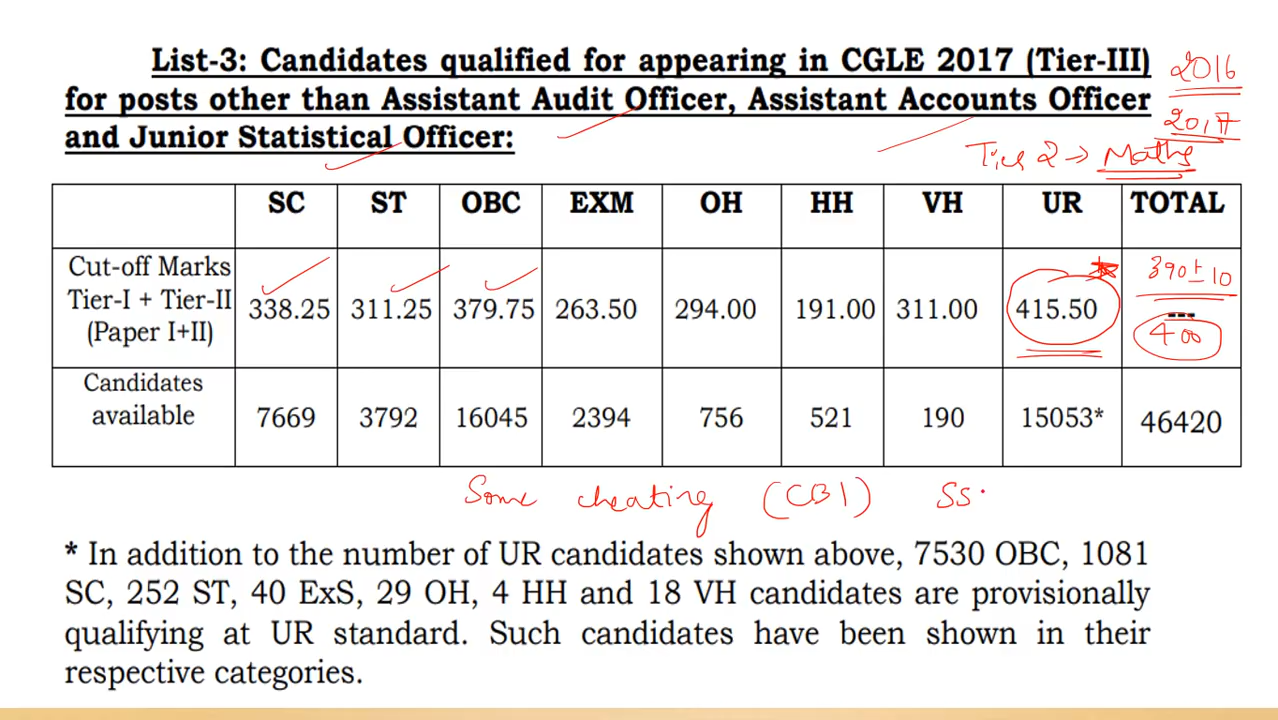 List-3: Candidates qualified for appearing in CGLE 2017 (Tier-III)
for posts other than Assistant Audit Officer, Assistant Accounts Officer
and Junior Statistical Officer:
2016
2017
Tier 2 → Maths
SC ST OBC EXM OH HH VH UR TOTAL
Cut-off Marks
Tier-I + Tier-II
(Paper I+II)
338.25 311.25 379.75 263.50 294.00 191.00 311.00 415.50 ---
390 ± 10
400
Candidates
available
7669 3792 16045 2394 756 521 190 15053* 46420
Some cheating (CBI) SS
* In addition to the number of UR candidates shown above, 7530 OBC, 1081
SC, 252 ST, 40 ExS, 29 OH, 4 HH and 18 VH candidates are provisionally
qualifying at UR standard. Such candidates have been shown in their
respective categories.